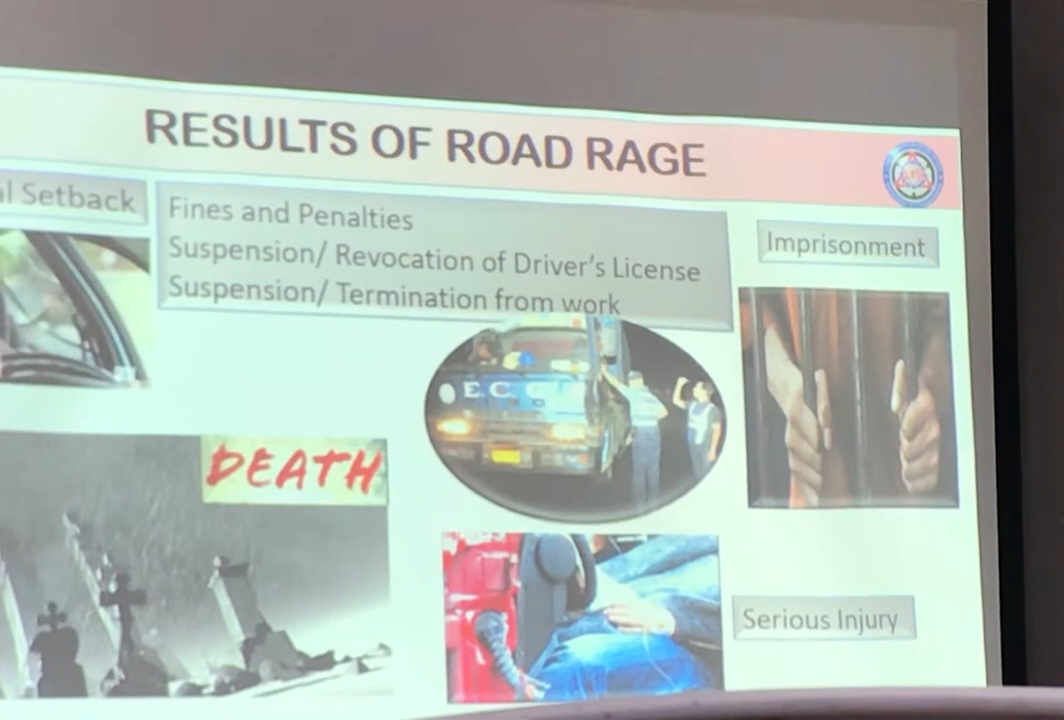 RESULTS OF ROAD RAGE
l Setback
Fines and Penalties
Suspension/ Revocation of Driver's License
Suspension/ Termination from work
Imprisonment
E. C.
DEATH
Serious Injury